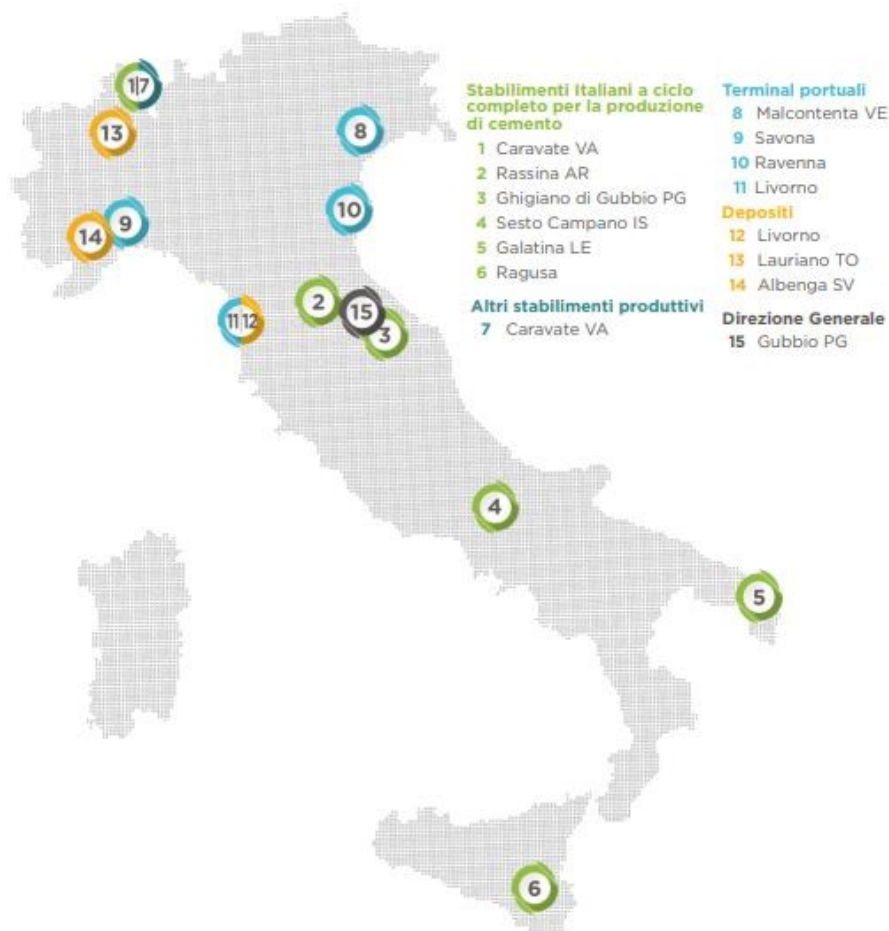 1|7
13
8
9
14
10
2
15
11|12
3
4
5
6
Stabilimenti Italiani a ciclo
completo per la produzione
di cemento
1 Caravate VA
2 Rassina AR
3 Ghigiano di Gubbio PG
4 Sesto Campano IS
5 Galatina LE
6 Ragusa
Altri stabilimenti produttivi
7 Caravate VA
Terminal portuali
8 Malcontenta VE
9 Savona
10 Ravenna
11 Livorno
Depositi
12 Livorno
13 Lauriano TO
14 Albenga SV
Direzione Generale
15 Gubbio PG